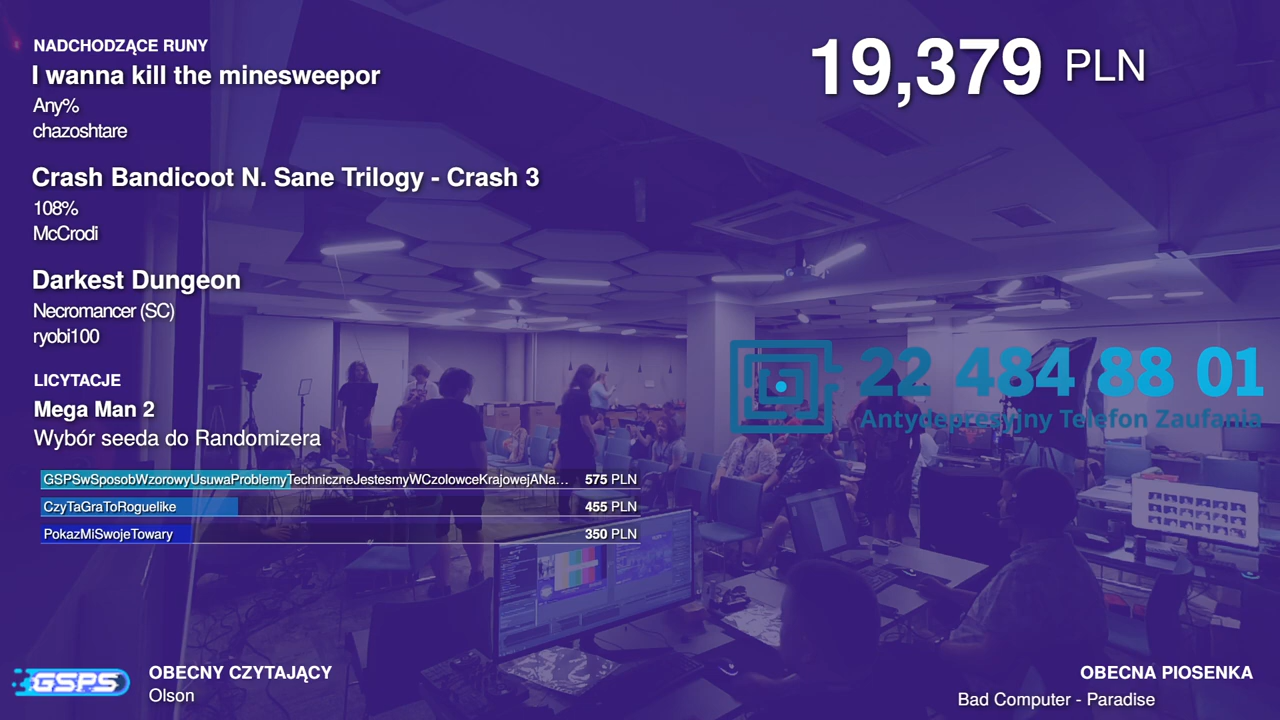 NADCHODZĄCE RUNY
I wanna kill the minesweepor
Any%
chazoshtare
Crash Bandicoot N. Sane Trilogy - Crash 3
108%
McCrodi
Darkest Dungeon
Necromancer (SC)
ryobi100
LICYTACJE
Mega Man 2
Wybór seeda do Randomizera
GSPSwSposobWzorowyUsuwaProblemyTechniczneJestesmyWCzolowceKrajowejANa... 575 PLN
CzyTaGraToRoguelike 455 PLN
PokazMiSwojeTowary 350 PLN
19,379 PLN
22 484 88 01
Antydepresyjny Telefon Zaufania
GSPS
OBECNY CZYTAJĄCY
Olson
OBECNA PIOSENKA
Bad Computer - Paradise